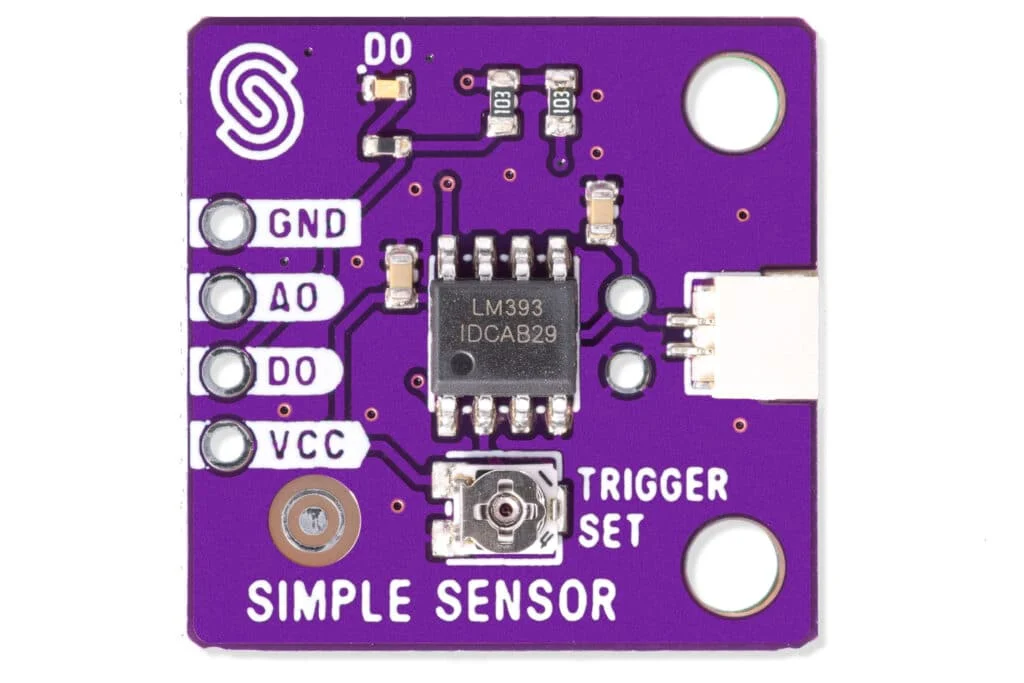 DO
103
103
GND
AO
DO
VCC
LM393
IDCAB29
TRIGGER
SET
SIMPLE SENSOR